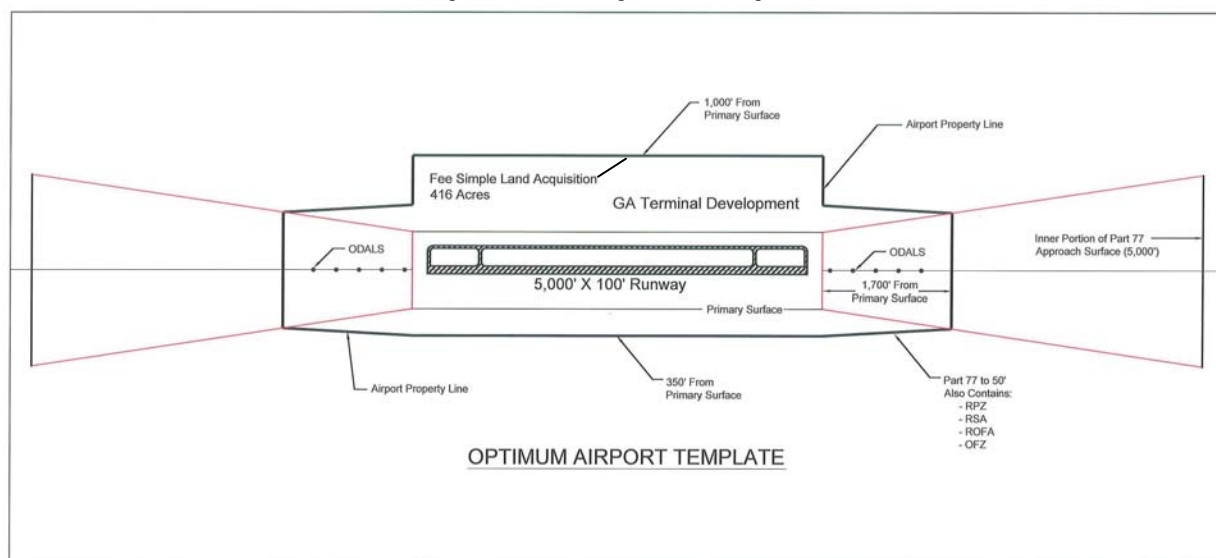 1,000' From
Primary Surface
Airport Property Line
Fee Simple Land Acquisition
416 Acres
GA Terminal Development
ODALS
ODALS
Inner Portion of Part 77
Approach Surface (5,000')
5,000' X 100' Runway
1,700' From
Primary Surface
Primary Surface
Airport Property Line
350' From
Primary Surface
Part 77 to 50'
Also Contains:
- RPZ
- RSA
- ROFA
- OFZ
OPTIMUM AIRPORT TEMPLATE